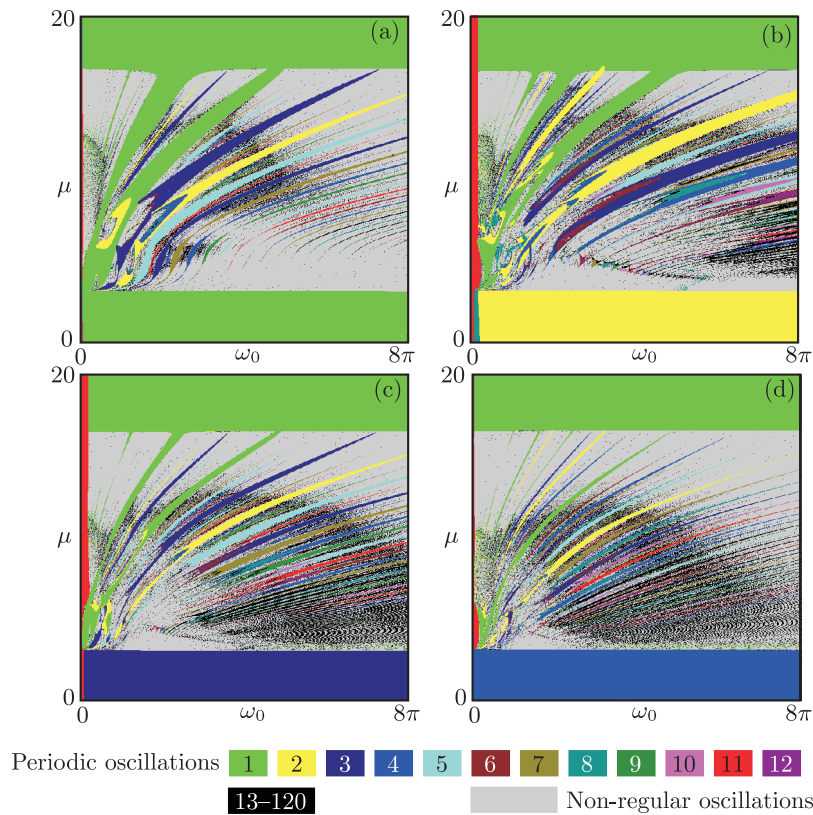 20 (a) 20 (b)
μ μ
0 0
0 ω₀ 8π 0 ω₀ 8π
20 (c) 20 (d)
μ μ
0 0
0 ω₀ 8π 0 ω₀ 8π
Periodic oscillations 1 2 3 4 5 6 7 8 9 10 11 12
13–120 Non-regular oscillations